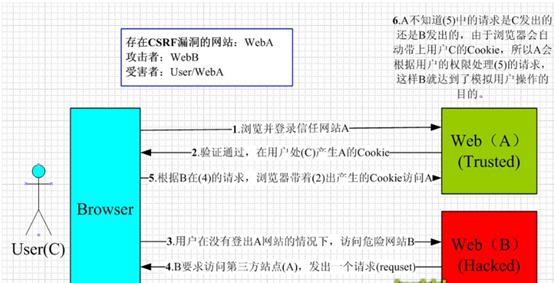 存在CSRF漏洞的网站：WebA
攻击者：WebB
受害者：User/WebA
6.A不知道(5)中的请求是C发出的
还是B发出的，由于浏览器会自
动带上用户C的Cookie，所以A会
根据用户的权限处理(5)的请求，
这样B就达到了模拟用户操作的
目的。
1.浏览并登录信任网站A
2.验证通过，在用户处(C)产生A的Cookie
5.根据B在(4)的请求，浏览器带着(2)出产生的Cookie访问A
3.用户在没有登出A网站的情况下，访问危险网站B
4.B要求访问第三方站点(A)，发出一个请求(requset)
User(C)
Browser
Web（A）
(Trusted)
Web（B）
(Hacked)